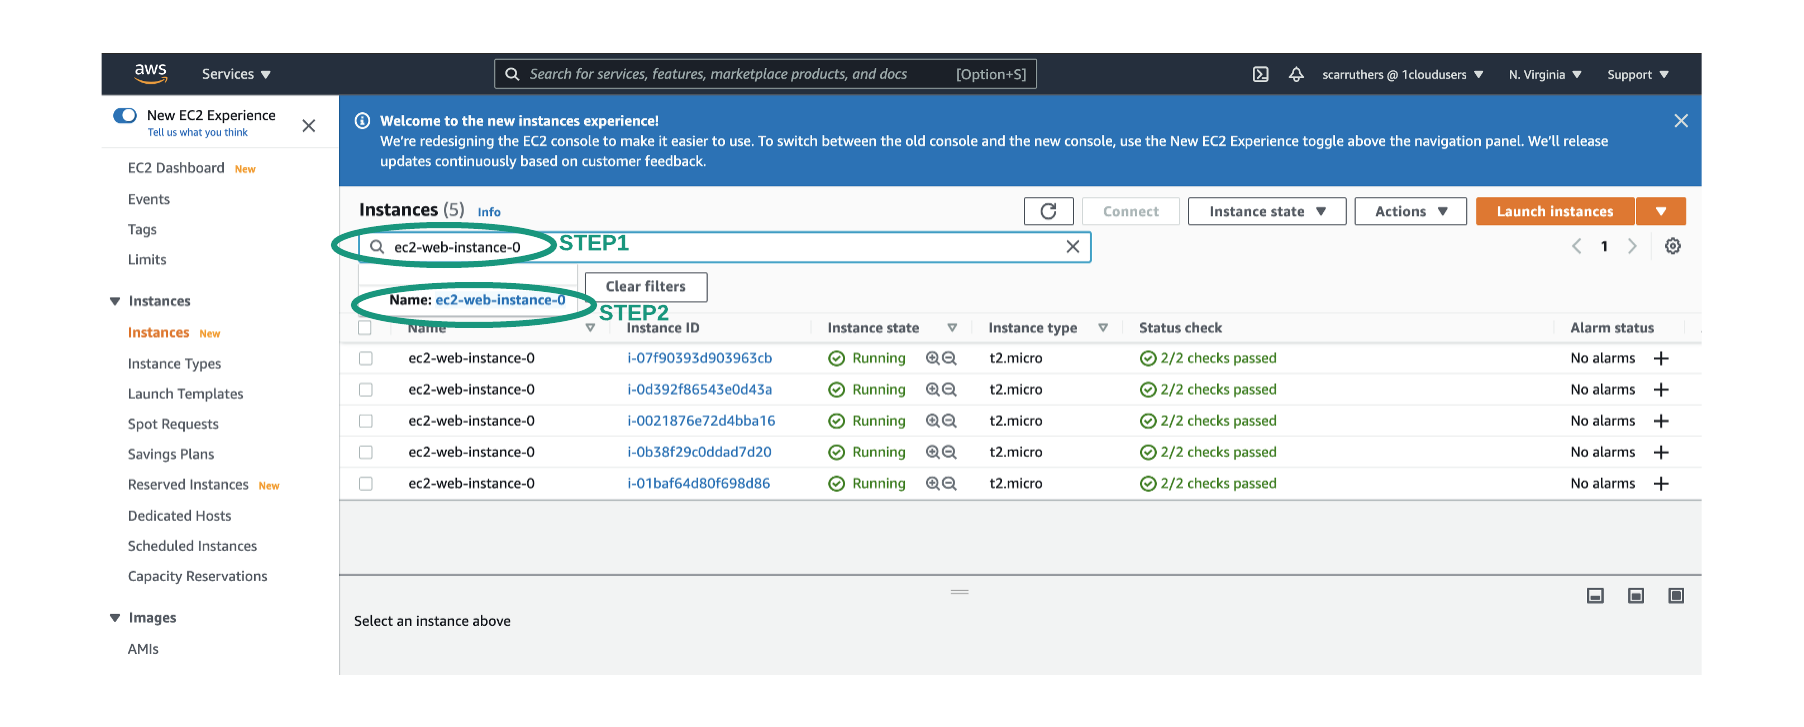 aws
Services ▼
Search for services, features, marketplace products, and docs [Option+S]
scarruthers @ 1cloudusers ▼
N. Virginia ▼
Support ▼
New EC2 Experience
Tell us what you think
EC2 Dashboard New
Events
Tags
Limits
▼ Instances
Instances New
Instance Types
Launch Templates
Spot Requests
Savings Plans
Reserved Instances New
Dedicated Hosts
Scheduled Instances
Capacity Reservations
▼ Images
AMIs
Welcome to the new instances experience!
We're redesigning the EC2 console to make it easier to use. To switch between the old console and the new console, use the New EC2 Experience toggle above the navigation panel. We'll release
updates continuously based on customer feedback.
Instances (5) Info
Connect
Instance state ▼
Actions ▼
Launch instances ▼
ec2-web-instance-0 STEP1
1
Clear filters
Name: ec2-web-instance-0 STEP2
Name Instance ID Instance state Instance type Status check Alarm status
ec2-web-instance-0 i-07f90393d903963cb Running t2.micro 2/2 checks passed No alarms +
ec2-web-instance-0 i-0d392f86543e0d43a Running t2.micro 2/2 checks passed No alarms +
ec2-web-instance-0 i-0021876e72d4bba16 Running t2.micro 2/2 checks passed No alarms +
ec2-web-instance-0 i-0b38f29c0ddad7d20 Running t2.micro 2/2 checks passed No alarms +
ec2-web-instance-0 i-01baf64d80f698d86 Running t2.micro 2/2 checks passed No alarms +
Select an instance above